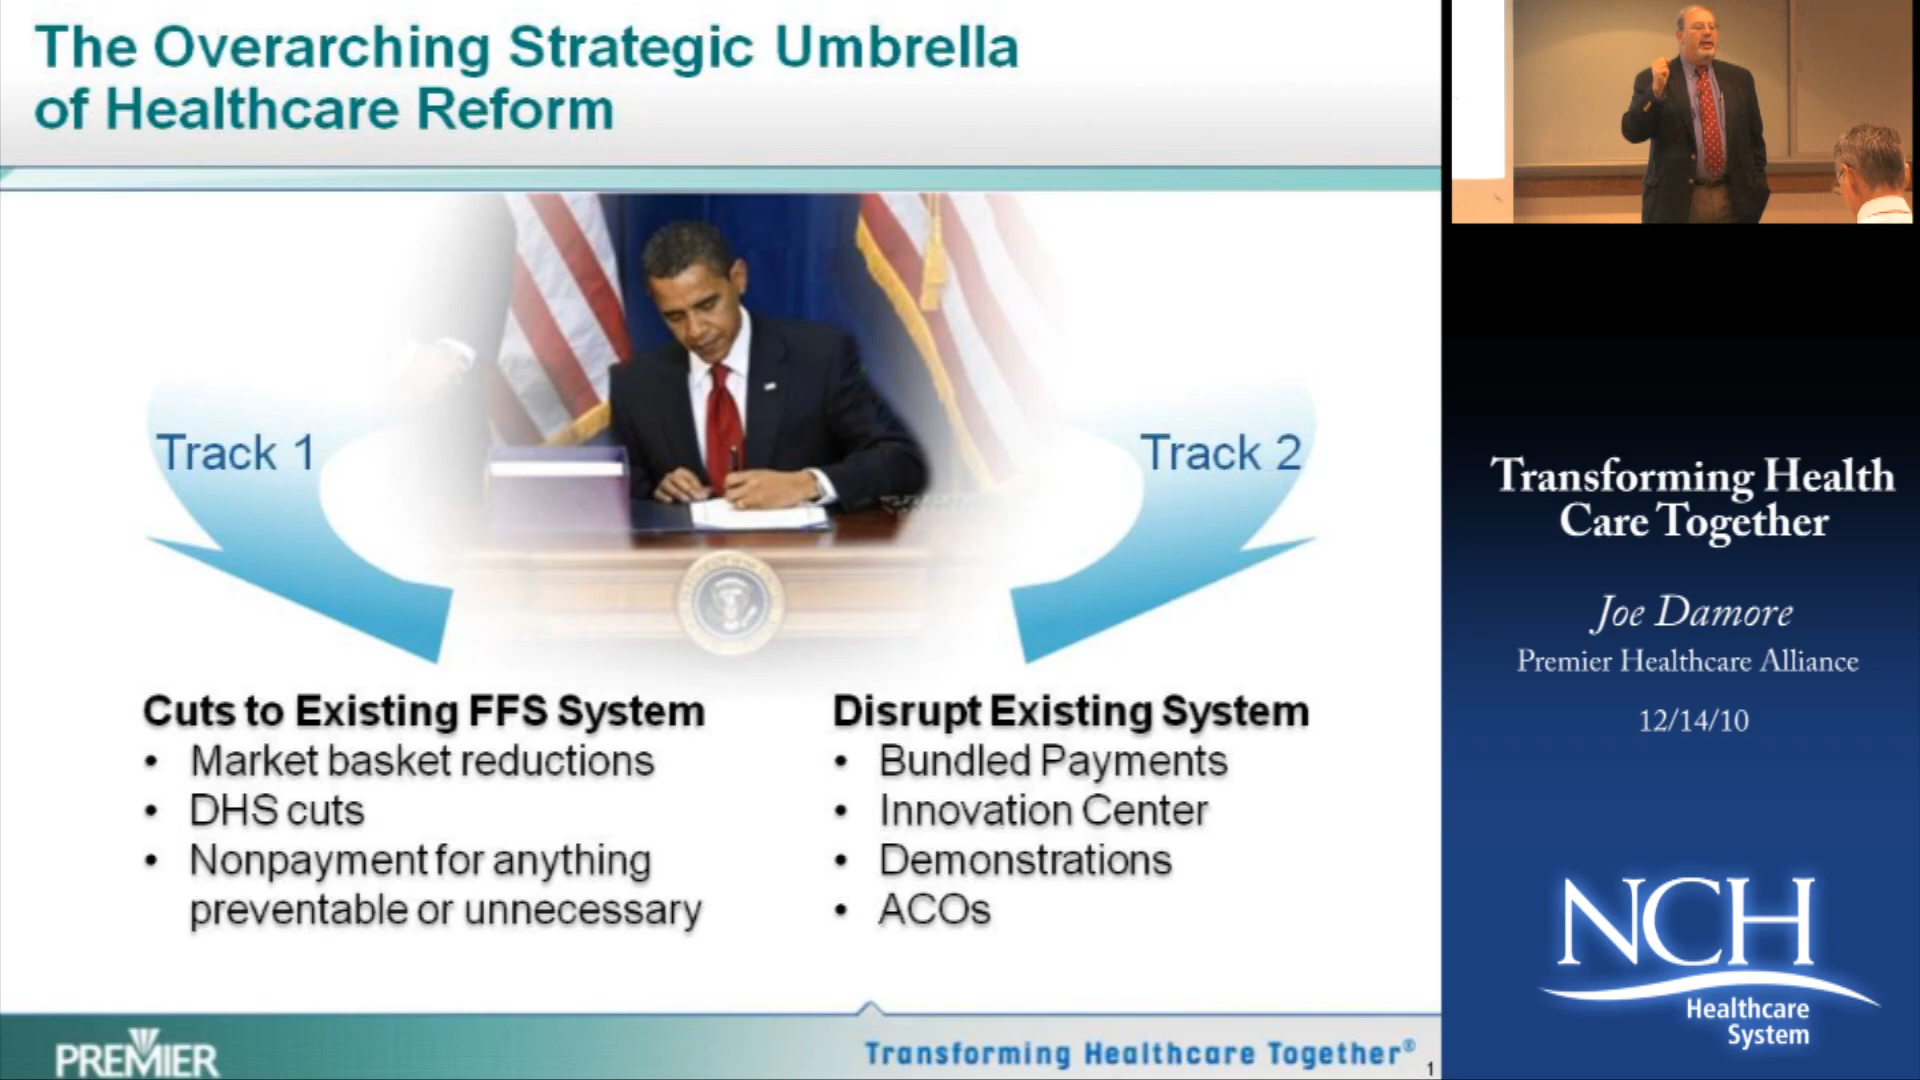 The Overarching Strategic Umbrella
of Healthcare Reform
Track 1
Track 2
Cuts to Existing FFS System
• Market basket reductions
• DHS cuts
• Nonpayment for anything
preventable or unnecessary
Disrupt Existing System
• Bundled Payments
• Innovation Center
• Demonstrations
• ACOs
PREMIER
Transforming Healthcare Together®
1
Transforming Health
Care Together
Joe Damore
Premier Healthcare Alliance
12/14/10
NCH
Healthcare
System